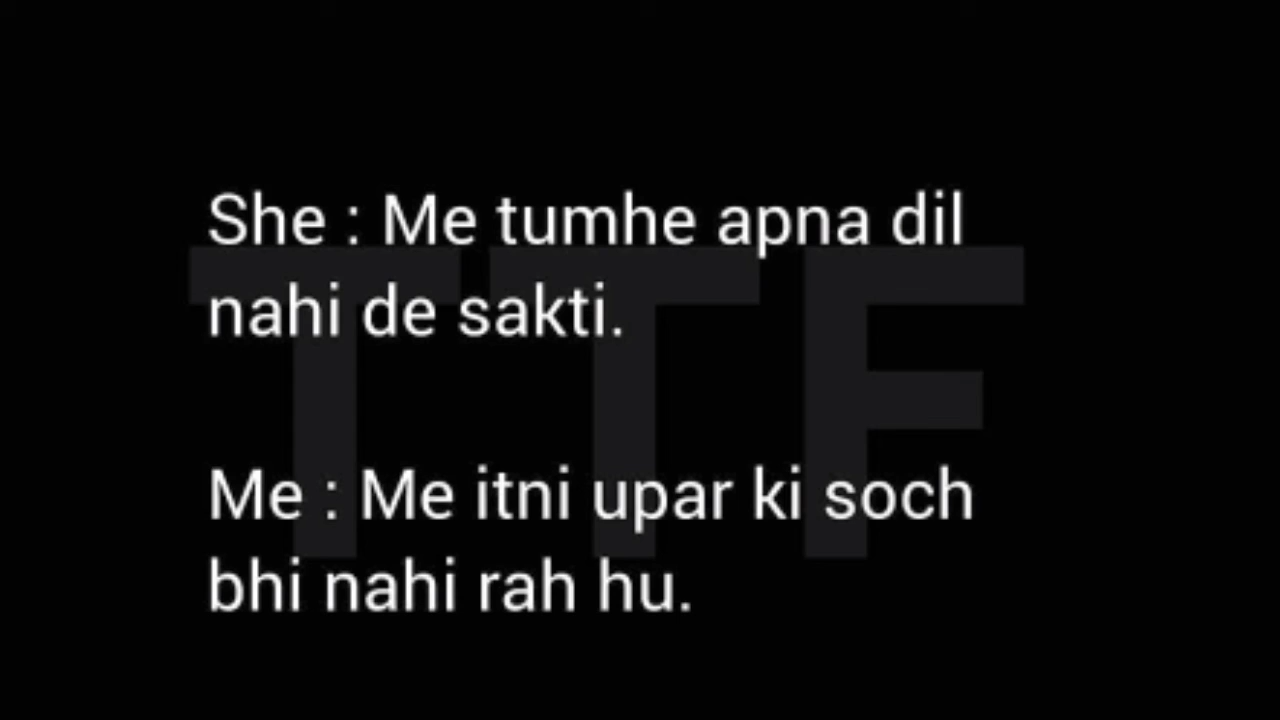 She : Me tumhe apna dil
nahi de sakti.
TTF
Me : Me itni upar ki soch
bhi nahi rah hu.